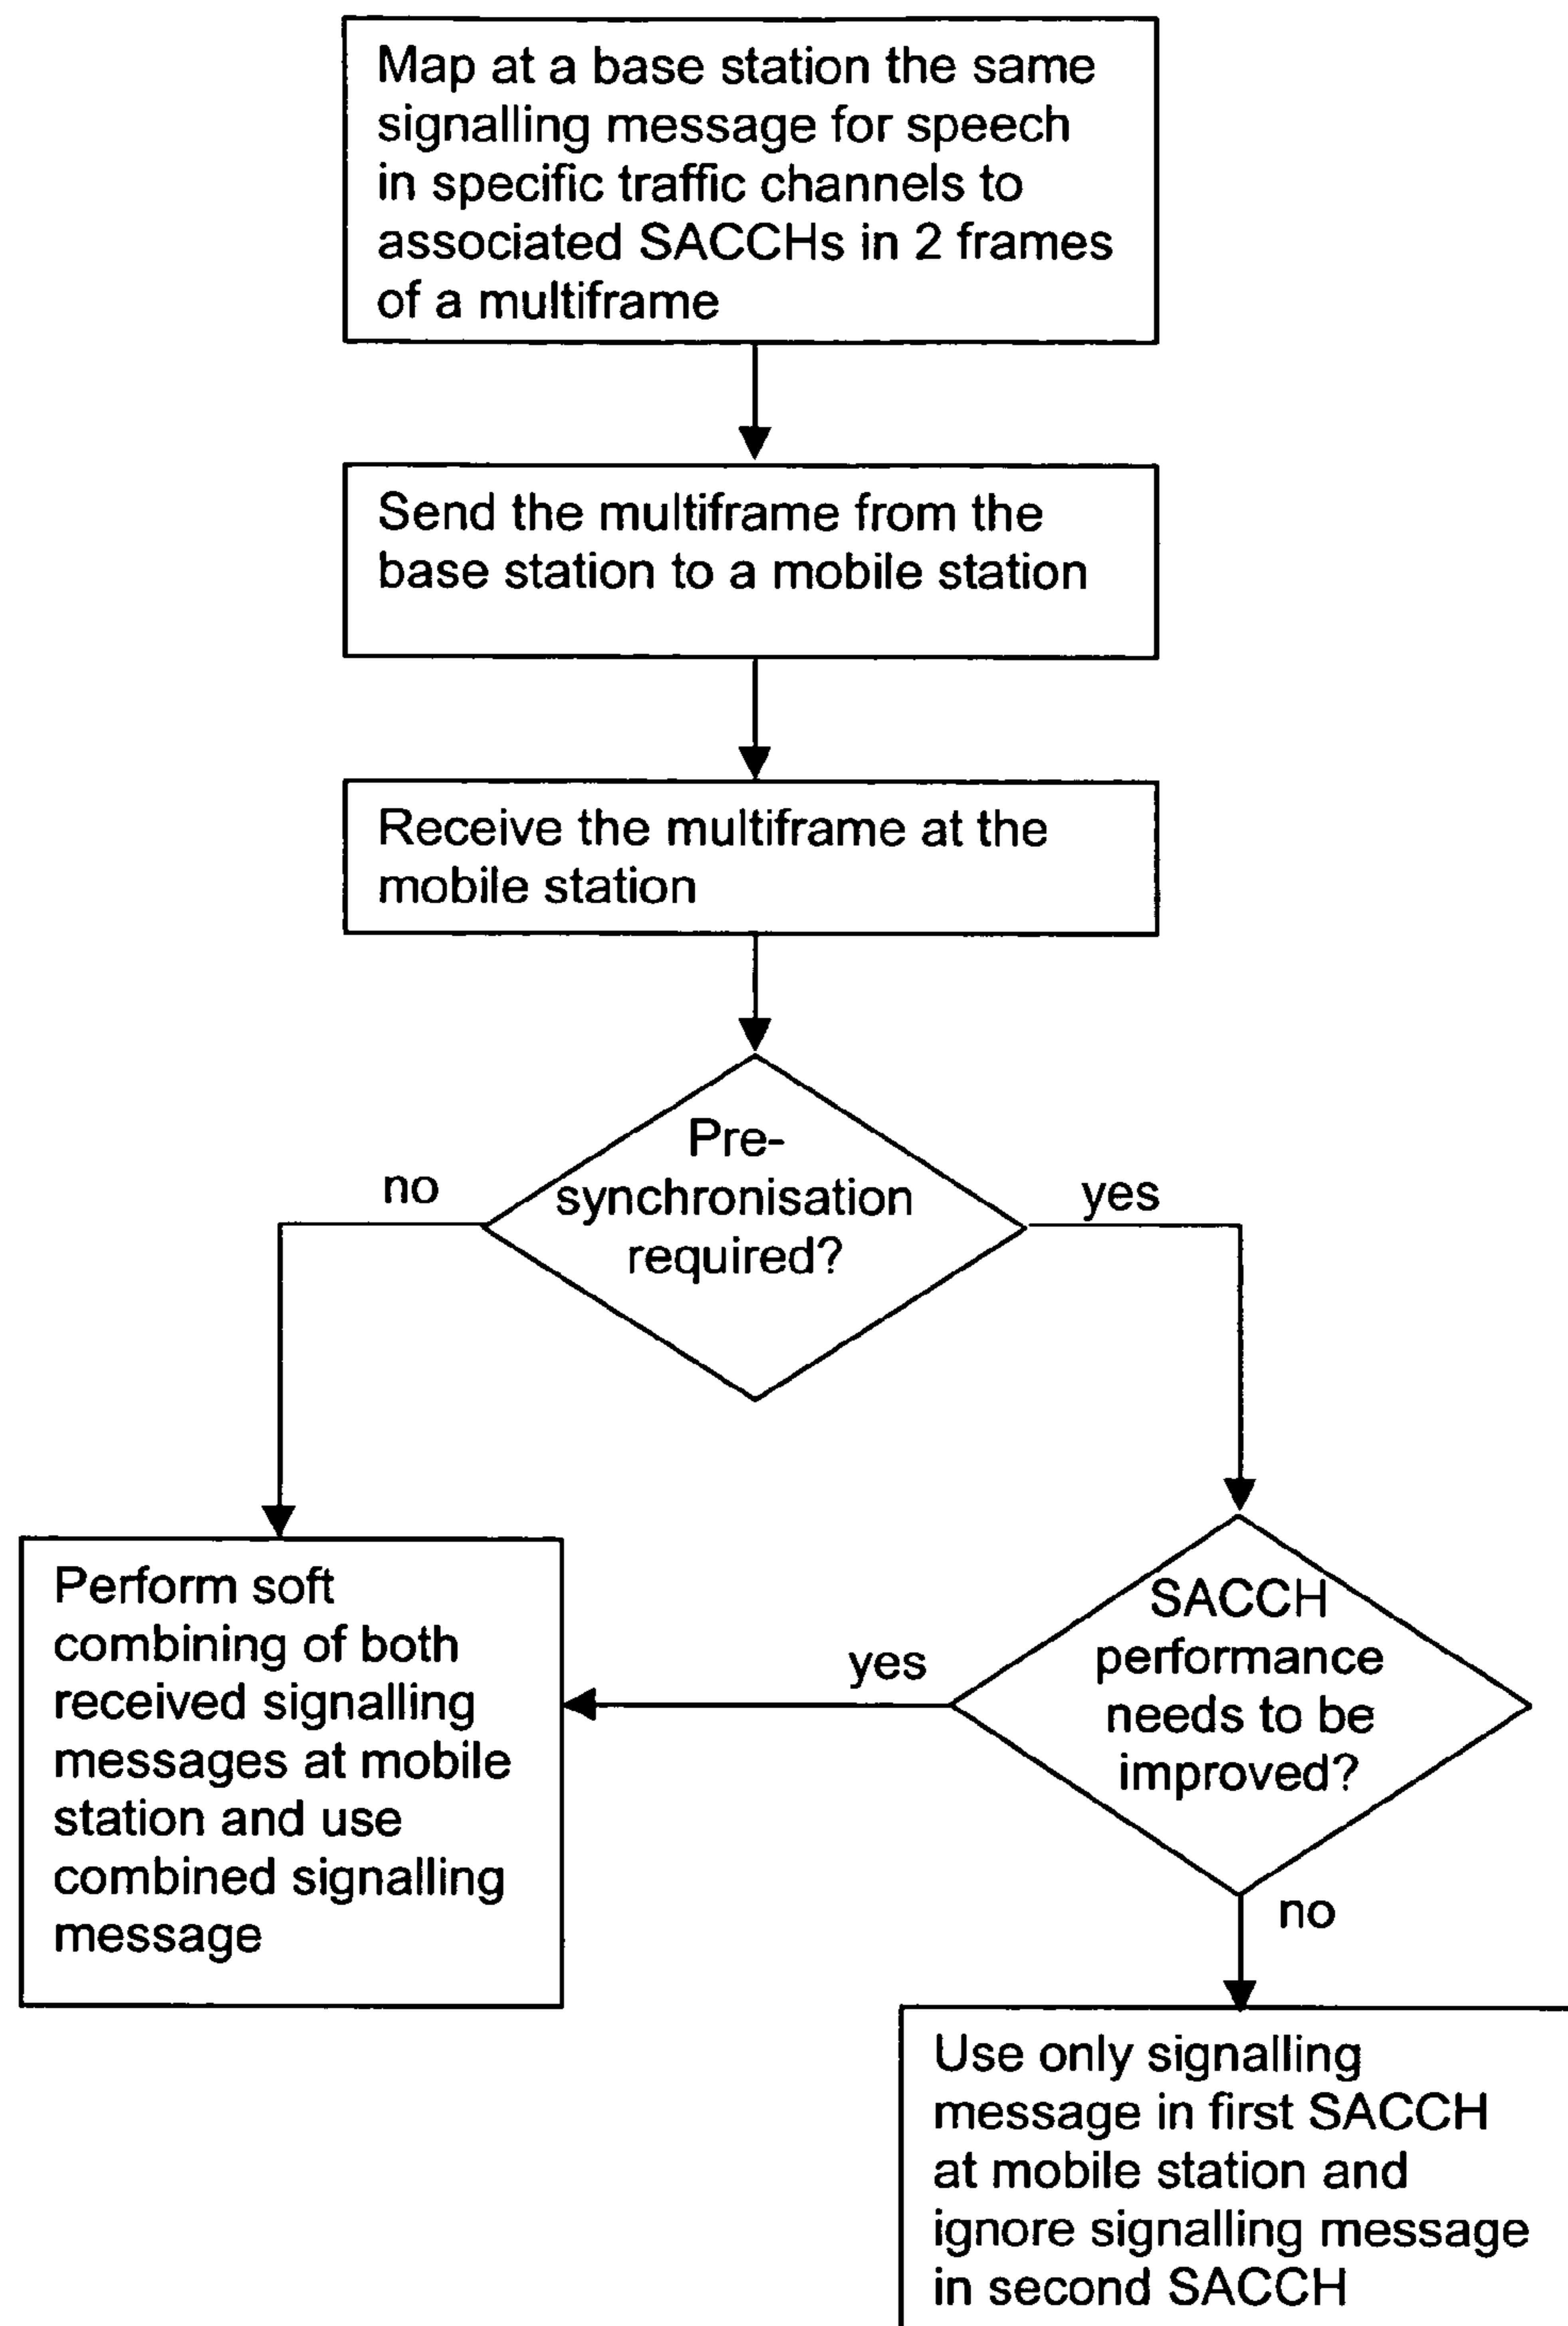 Map at a base station the same
signalling message for speech
in specific traffic channels to
associated SACCHs in 2 frames
of a multiframe
Send the multiframe from the
base station to a mobile station
Receive the multiframe at the
mobile station
Pre-
synchronisation
required?
no
yes
Perform soft
combining of both
received signalling
messages at mobile
station and use
combined signalling
message
yes
SACCH
performance
needs to be
improved?
no
Use only signalling
message in first SACCH
at mobile station and
ignore signalling message
in second SACCH